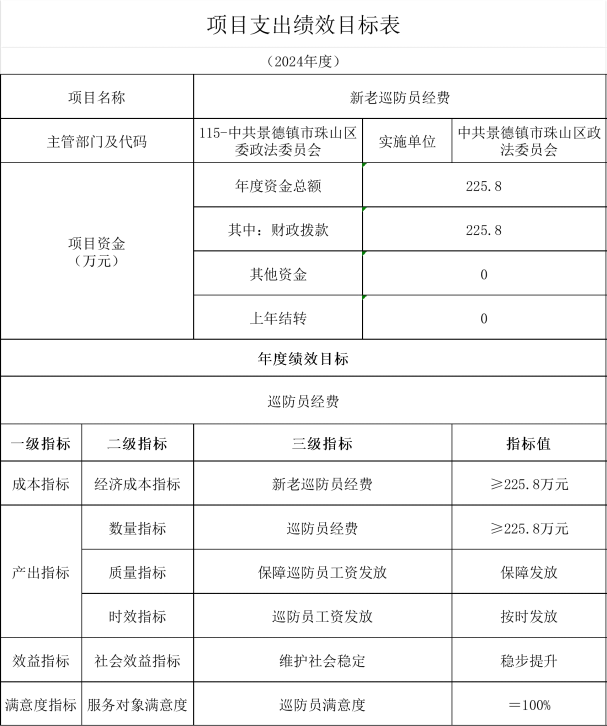 项目支出绩效目标表
（2024年度）
项目名称 新老巡防员经费
主管部门及代码 115-中共景德镇市珠山区委政法委员会 实施单位 中共景德镇市珠山区政法委员会
项目资金
（万元）
年度资金总额 225.8
其中：财政拨款 225.8
其他资金 0
上年结转 0
年度绩效目标
巡防员经费
一级指标 二级指标 三级指标 指标值
成本指标 经济成本指标 新老巡防员经费 ≥225.8万元
产出指标 数量指标 巡防员经费 ≥225.8万元
质量指标 保障巡防员工资发放 保障发放
时效指标 巡防员工资发放 按时发放
效益指标 社会效益指标 维护社会稳定 稳步提升
满意度指标 服务对象满意度 巡防员满意度 ＝100%